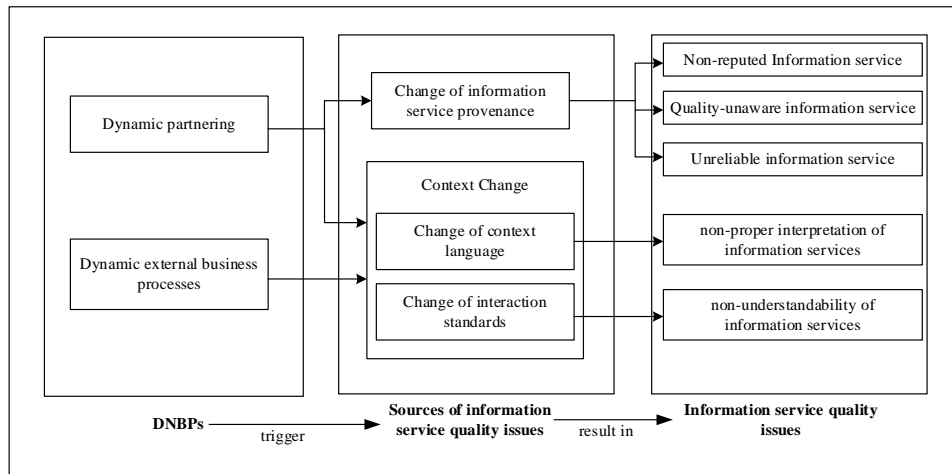 Dynamic partnering
Dynamic external business
processes
Change of information
service provenance
Context Change
Change of context
language
Change of interaction
standards
Non-reputed Information service
Quality-unaware information service
Unreliable information service
non-proper interpretation of
information services
non-understandability of
information services
DNBPs
trigger
Sources of information
service quality issues
result in
Information service quality
issues